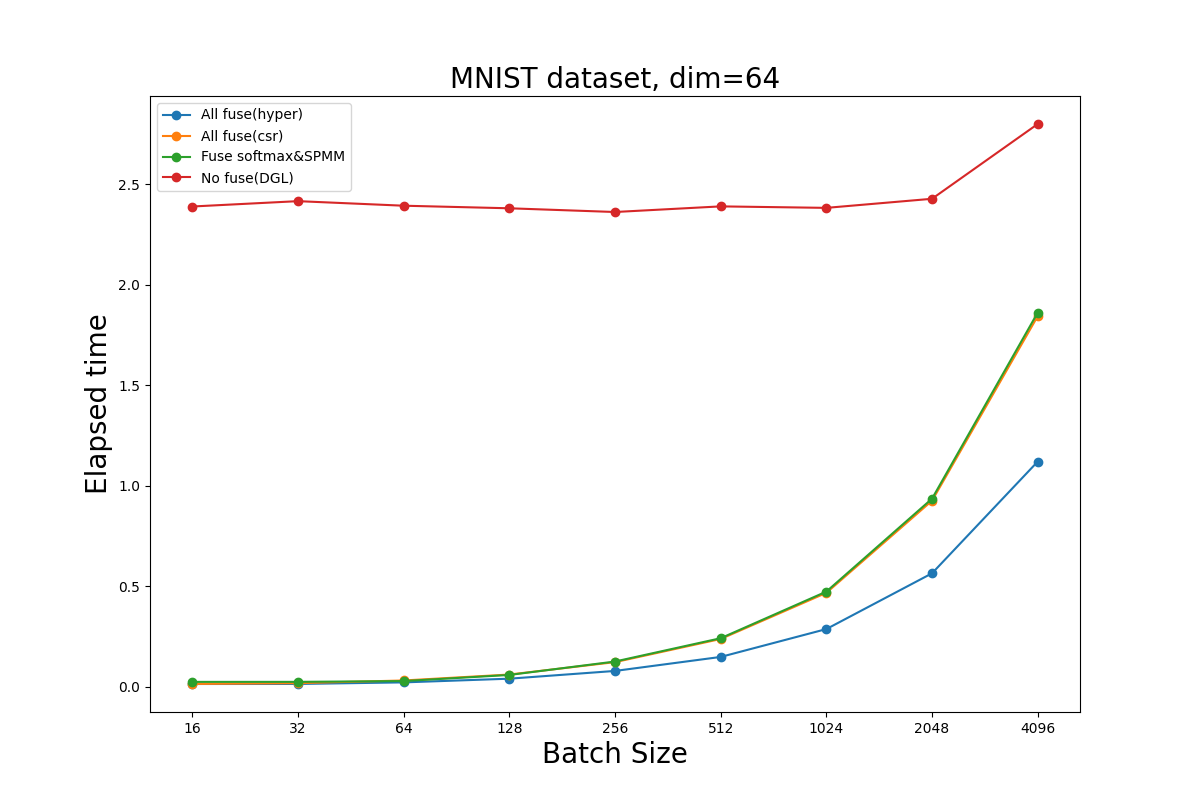 MNIST dataset, dim=64
All fuse(hyper)
All fuse(csr)
Fuse softmax&SPMM
No fuse(DGL)
Elapsed time
2.5
2.0
1.5
1.0
0.5
0.0
16 32 64 128 256 512 1024 2048 4096
Batch Size